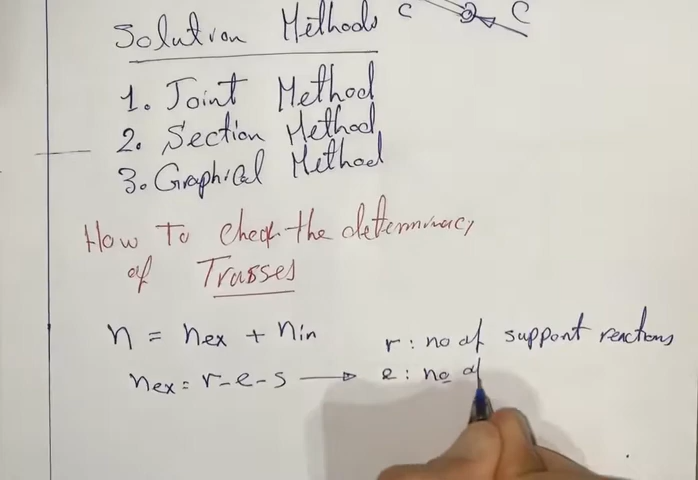 Solution Methods
C C
1. Joint Method
2. Section Method
3. Graphical Method
How To check the determinacy
of Trusses
n = nex + nin
r : no of support reactions
nex = r-e-s → e : no of